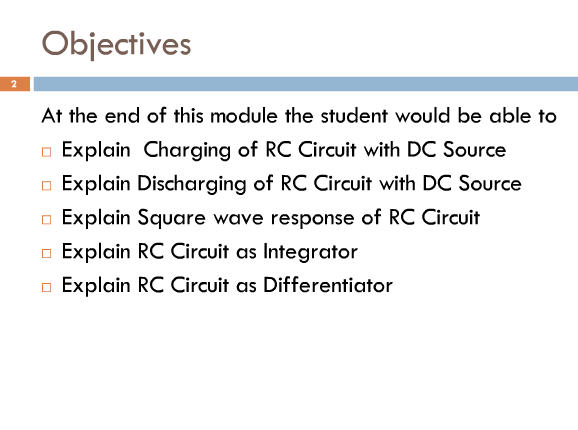 Objectives
2
At the end of this module the student would be able to
Explain  Charging of RC Circuit with DC Source
Explain Discharging of RC Circuit with DC Source
Explain Square wave response of RC Circuit
Explain RC Circuit as Integrator
Explain RC Circuit as Differentiator